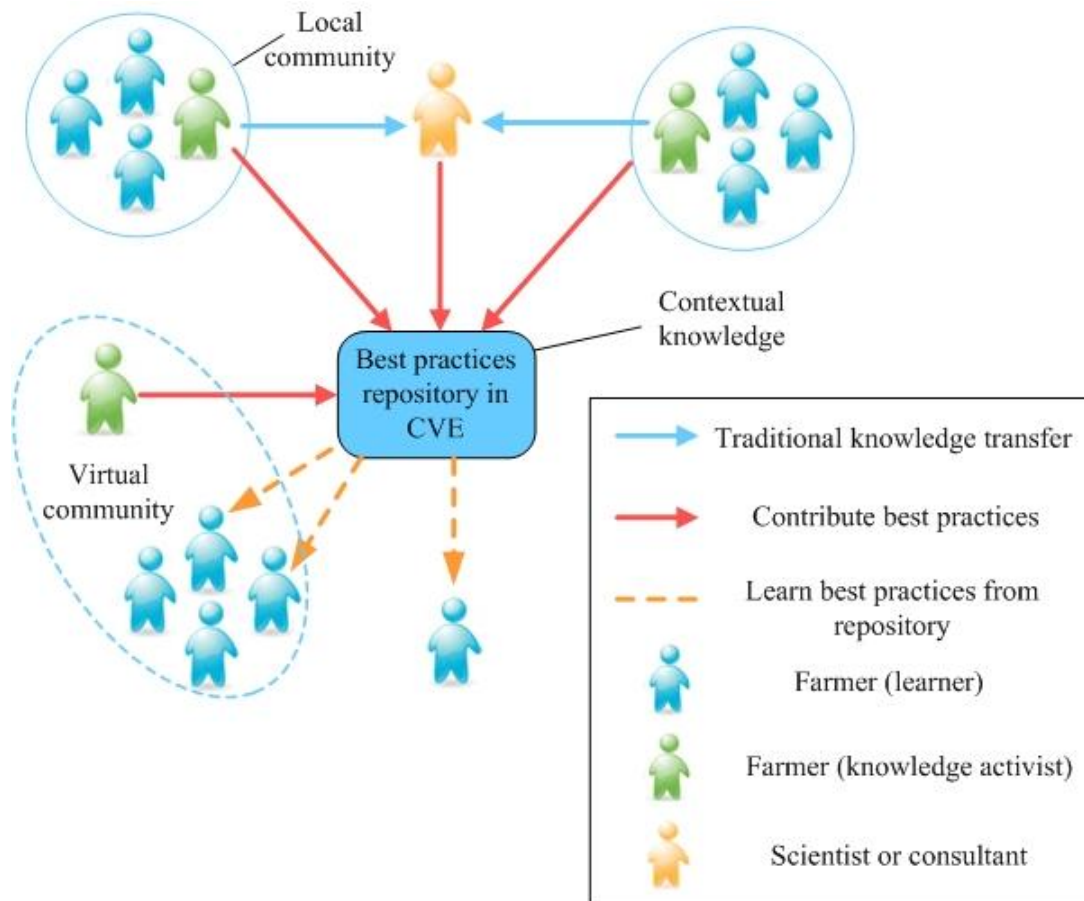 Local
community
Contextual
knowledge
Best practices
repository in
CVE
Virtual
community
Traditional knowledge transfer
Contribute best practices
Learn best practices from
repository
Farmer (learner)
Farmer (knowledge activist)
Scientist or consultant